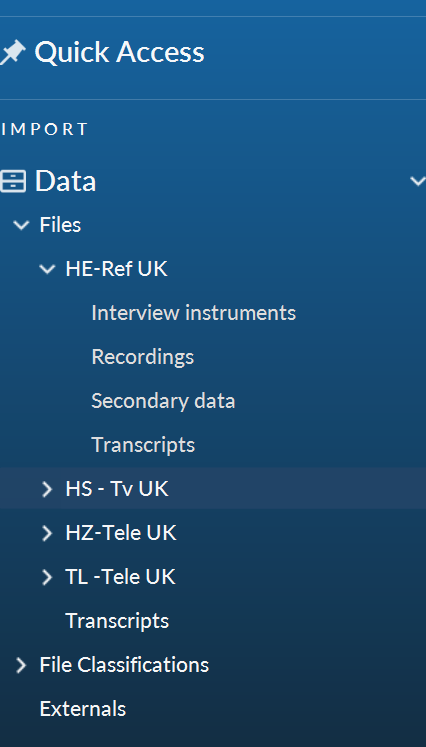 Quick Access
IMPORT
Data
Files
HE-Ref UK
Interview instruments
Recordings
Secondary data
Transcripts
HS - Tv UK
HZ-Tele UK
TL -Tele UK
Transcripts
File Classifications
Externals